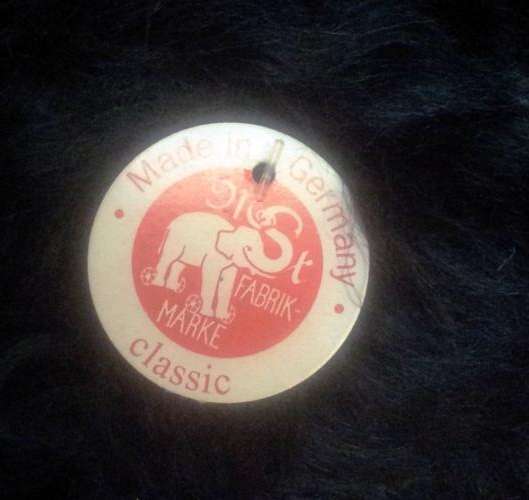 Made in Germany
FABRIK-
MARKE
classic